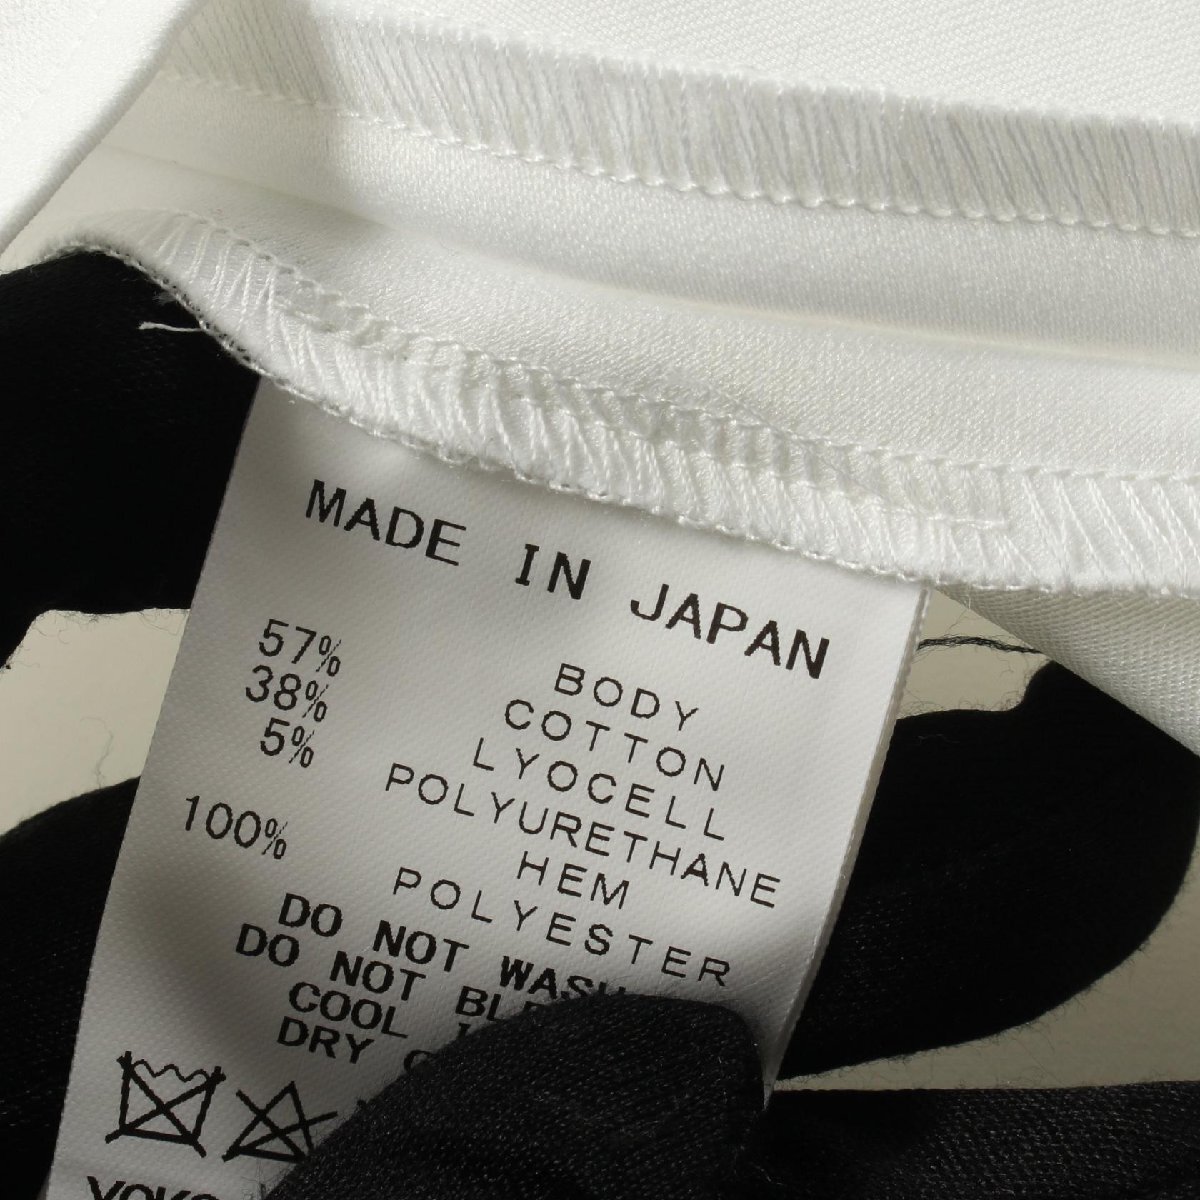 MADE IN JAPAN
BODY
57% COTTON
38% LYOCELL
5% POLYURETHANE
HEM
100% POLYESTER
DO NOT WASH
DO NOT
COOL
DRY